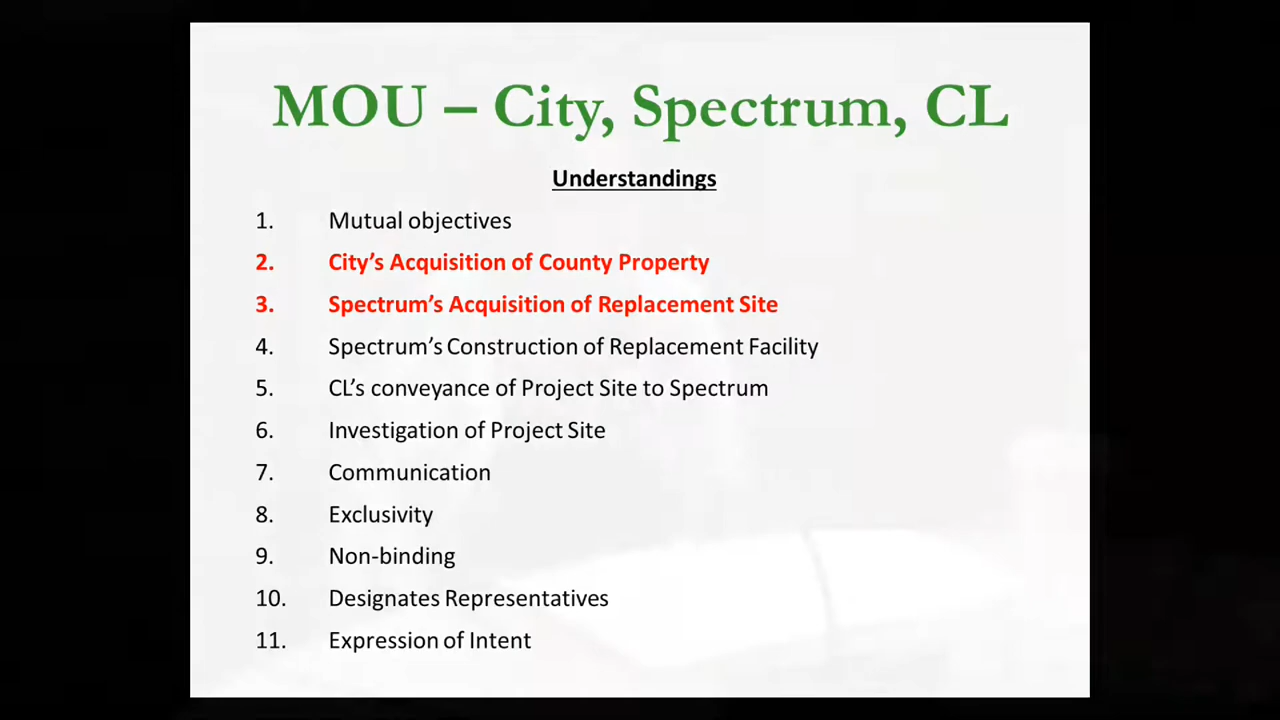 MOU – City, Spectrum, CL
Understandings
1. Mutual objectives
2. City’s Acquisition of County Property
3. Spectrum’s Acquisition of Replacement Site
4. Spectrum’s Construction of Replacement Facility
5. CL’s conveyance of Project Site to Spectrum
6. Investigation of Project Site
7. Communication
8. Exclusivity
9. Non-binding
10. Designates Representatives
11. Expression of Intent